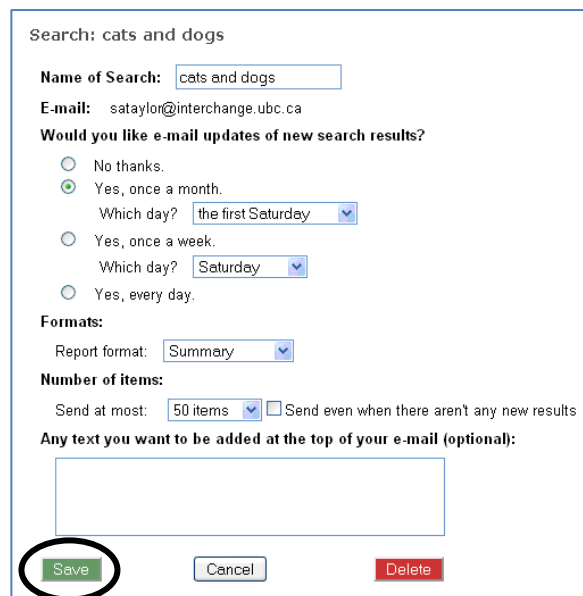 Search: cats and dogs
Name of Search: cats and dogs
E-mail: sataylor@interchange.ubc.ca
Would you like e-mail updates of new search results?
No thanks.
Yes, once a month.
Which day? the first Saturday
Yes, once a week.
Which day? Saturday
Yes, every day.
Formats:
Report format: Summary
Number of items:
Send at most: 50 items Send even when there aren't any new results
Any text you want to be added at the top of your e-mail (optional):
Save Cancel Delete